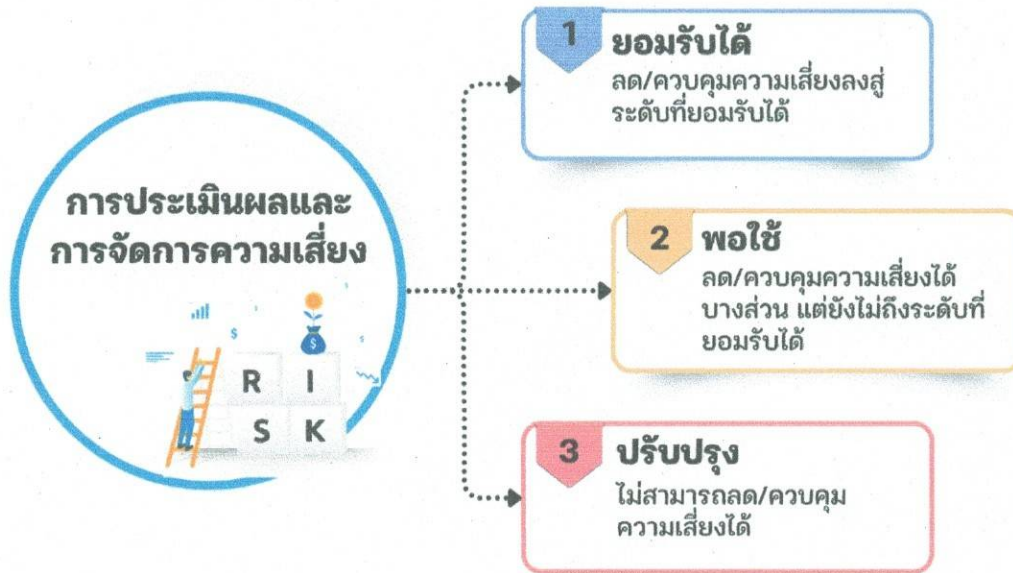 การประเมินผลและ
การจัดการความเสี่ยง
$
$
R I
S K
1
ยอมรับได้
ลด/ควบคุมความเสี่ยงลงสู่
ระดับที่ยอมรับได้
2
พอใช้
ลด/ควบคุมความเสี่ยงได้
บางส่วน แต่ยังไม่ถึงระดับที่
ยอมรับได้
3
ปรับปรุง
ไม่สามารถลด/ควบคุม
ความเสี่ยงได้